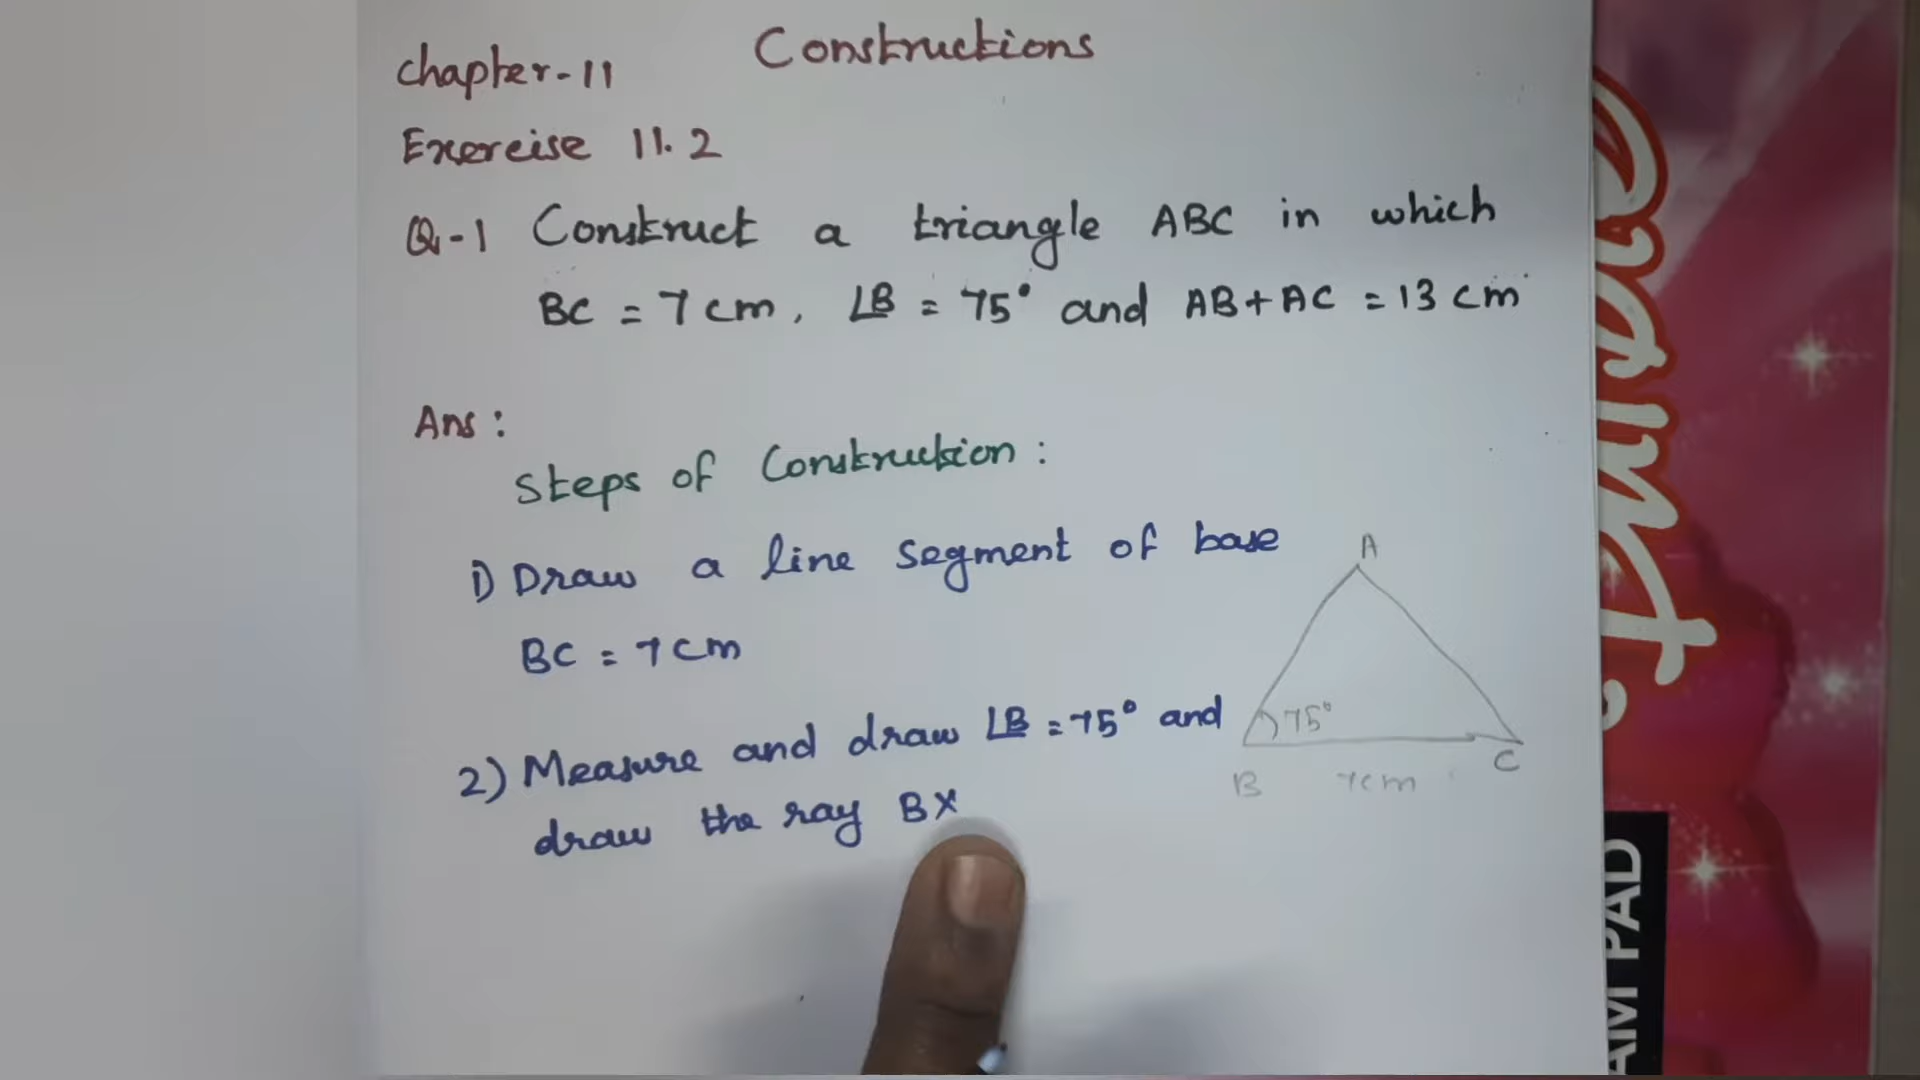 Constructions
Chapter-11
Exercise 11.2
Q-1 Construct a triangle ABC in which
BC = 7 cm, ∠B = 75° and AB+AC = 13 cm
Ans:
Steps of Construction:
1) Draw a line segment of base
BC = 7 cm
2) Measure and draw ∠B = 75° and
draw the ray BX
A
75°
B
7cm
C
AM PAD